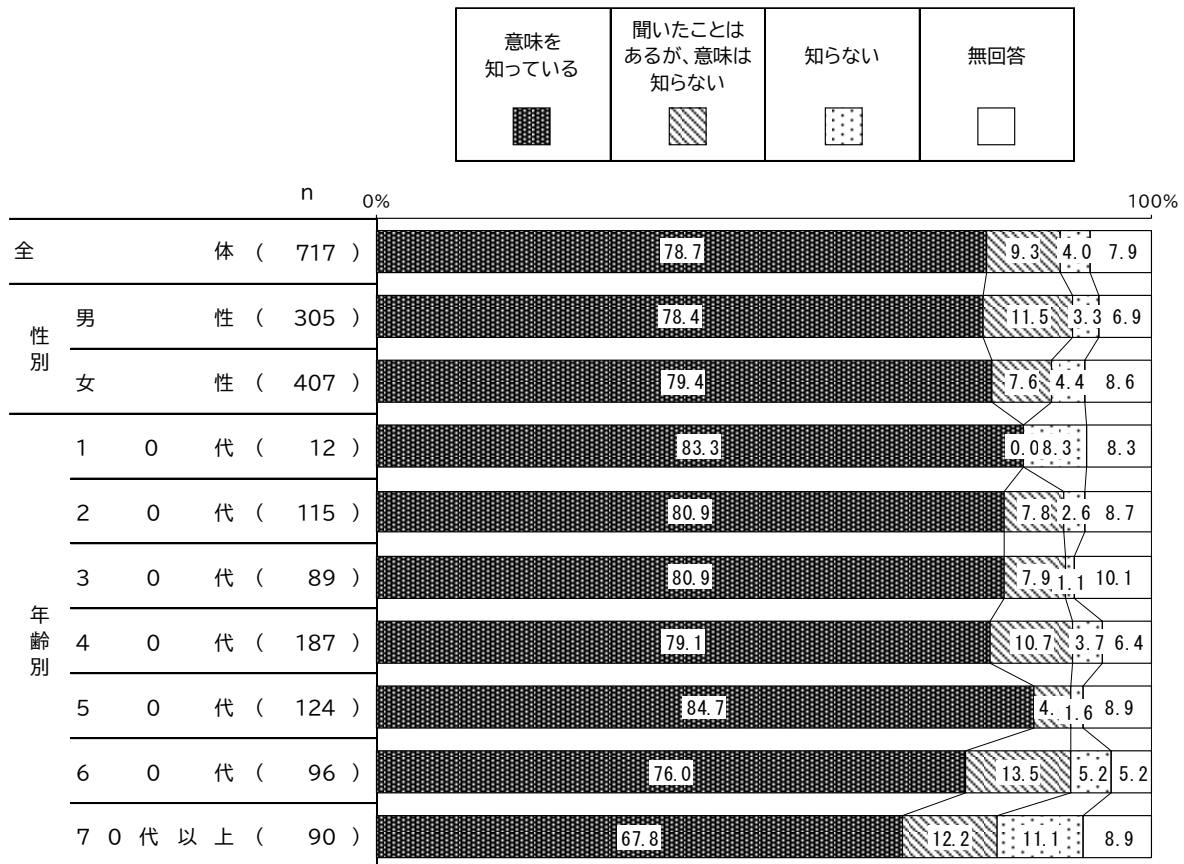 意味を
知っている
聞いたことは
あるが、意味は
知らない
知らない
無回答
n
0%
100%
全体 ( 717 ) 78.7 9.3 4.0 7.9
性別
男性 ( 305 ) 78.4 11.5 3.3 6.9
女性 ( 407 ) 79.4 7.6 4.4 8.6
年齢別
10代 ( 12 ) 83.3 0.0 8.3 8.3
20代 ( 115 ) 80.9 7.8 2.6 8.7
30代 ( 89 ) 80.9 7.9 1.1 10.1
40代 ( 187 ) 79.1 10.7 3.7 6.4
50代 ( 124 ) 84.7 4. 1.6 8.9
60代 ( 96 ) 76.0 13.5 5.2 5.2
70代以上 ( 90 ) 67.8 12.2 11.1 8.9